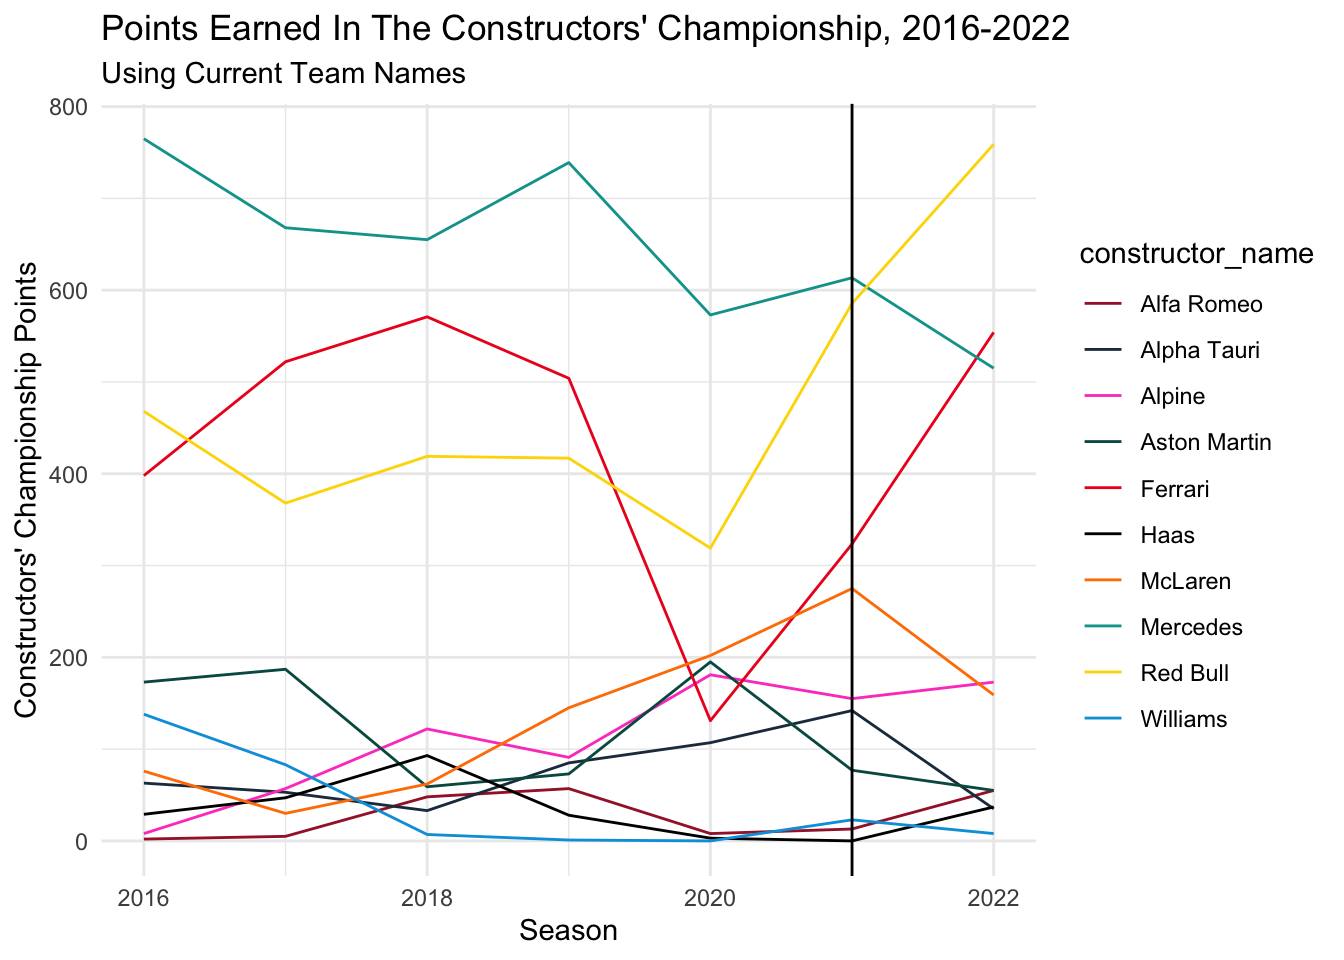 Points Earned In The Constructors' Championship, 2016-2022
Using Current Team Names
800
600
400
200
0
Constructors' Championship Points
2016
2018
2020
2022
Season
constructor_name
Alfa Romeo
Alpha Tauri
Alpine
Aston Martin
Ferrari
Haas
McLaren
Mercedes
Red Bull
Williams